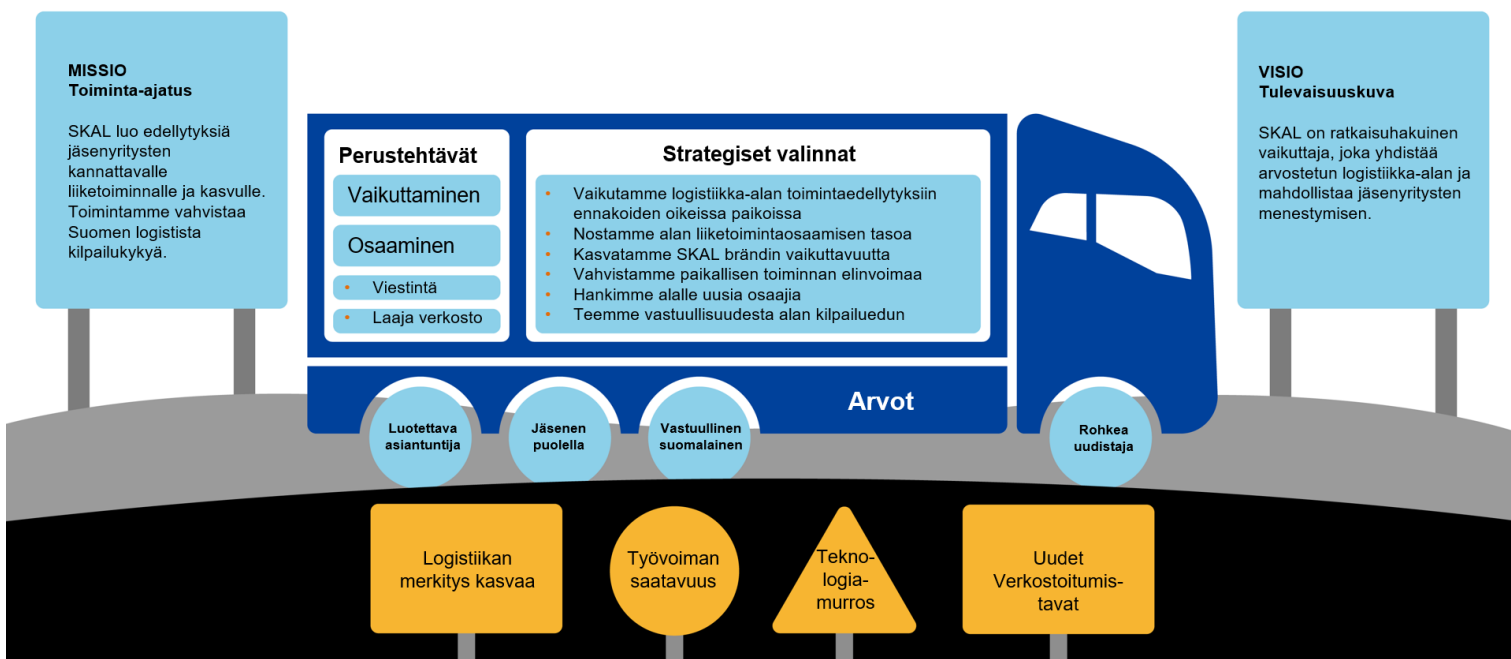 MISSIO
Toiminta-ajatus
SKAL luo edellytyksiä
jäsenyritysten
kannattavalle
liiketoiminnalle ja kasvulle.
Toimintamme vahvistaa
Suomen logistista
kilpailukykyä.
Perustehtävät
Vaikuttaminen
Osaaminen
• Viestintä
• Laaja verkosto
Strategiset valinnat
• Vaikutamme logistiikka-alan toimintaedellytyksiin
ennakoiden oikeissa paikoissa
• Nostamme alan liiketoimintaosaamisen tasoa
• Kasvatamme SKAL brändin vaikuttavuutta
• Vahvistamme paikallisen toiminnan elinvoimaa
• Hankimme alalle uusia osaajia
• Teemme vastuullisuudesta alan kilpailuedun
VISIO
Tulevaisuuskuva
SKAL on ratkaisuhakuinen
vaikuttaja, joka yhdistää
arvostetun logistiikka-alan ja
mahdollistaa jäsenyritysten
menestymisen.
Arvot
Luotettava
asiantuntija
Jäsenen
puolella
Vastuullinen
suomalainen
Rohkea
uudistaja
Logistiikan
merkitys kasvaa
Työvoiman
saatavuus
Tekno-
logia-
murros
Uudet
Verkostoitumis-
tavat